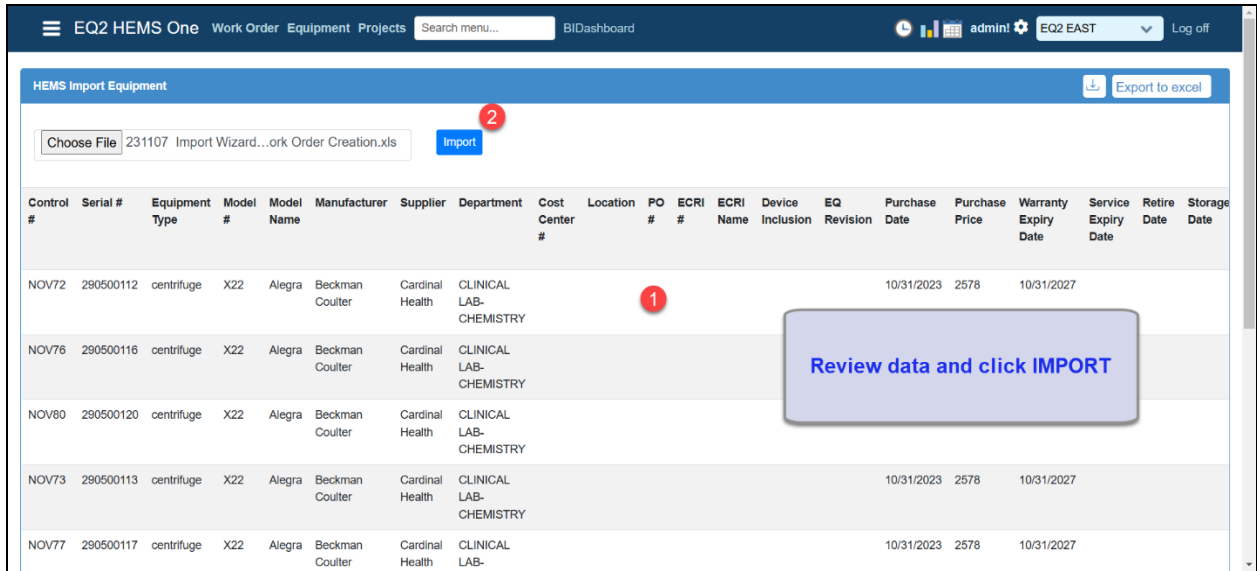 EQ2 HEMS One Work Order Equipment Projects Search menu... BIDashboard admin! EQ2 EAST Log off
HEMS Import Equipment Export to excel
2
Choose File 231107 Import Wizard...ork Order Creation.xls Import
Control Serial # Equipment Model Model Manufacturer Supplier Department Cost Location PO ECRI ECRI Device EQ Purchase Purchase Warranty Service Retire Storage
# Type # Name Center # # Name Inclusion Revision Date Price Expiry Expiry Date Date
# Date Date
NOV72 290500112 centrifuge X22 Alegra Beckman Cardinal CLINICAL 10/31/2023 2578 10/31/2027
Coulter Health LAB- 1
CHEMISTRY
NOV76 290500116 centrifuge X22 Alegra Beckman Cardinal CLINICAL
Coulter Health LAB- Review data and click IMPORT
CHEMISTRY
NOV80 290500120 centrifuge X22 Alegra Beckman Cardinal CLINICAL
Coulter Health LAB-
CHEMISTRY
NOV73 290500113 centrifuge X22 Alegra Beckman Cardinal CLINICAL 10/31/2023 2578 10/31/2027
Coulter Health LAB-
CHEMISTRY
NOV77 290500117 centrifuge X22 Alegra Beckman Cardinal CLINICAL 10/31/2023 2578 10/31/2027
Coulter Health LAB-